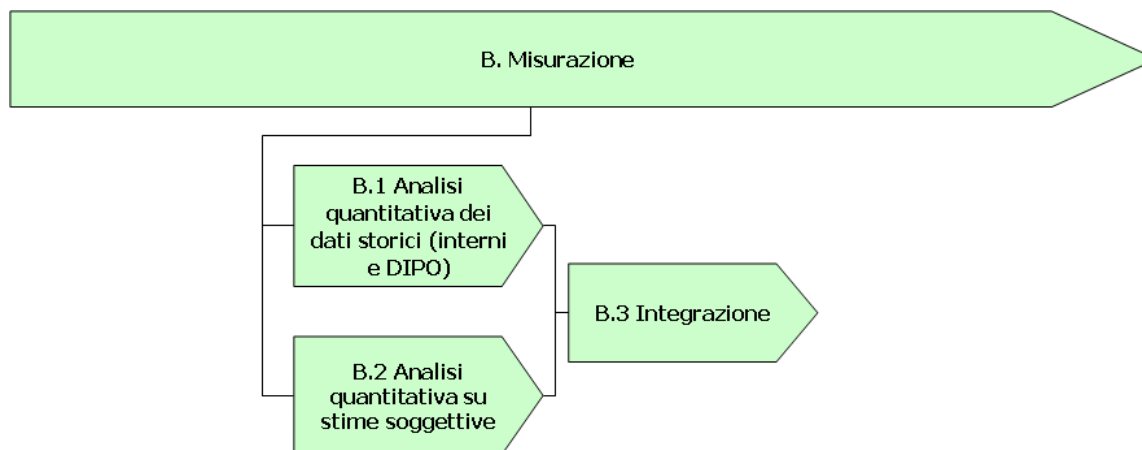 B. Misurazione
B.1 Analisi
quantitativa dei
dati storici (interni
e DIPO)
B.3 Integrazione
B.2 Analisi
quantitativa su
stime soggettive